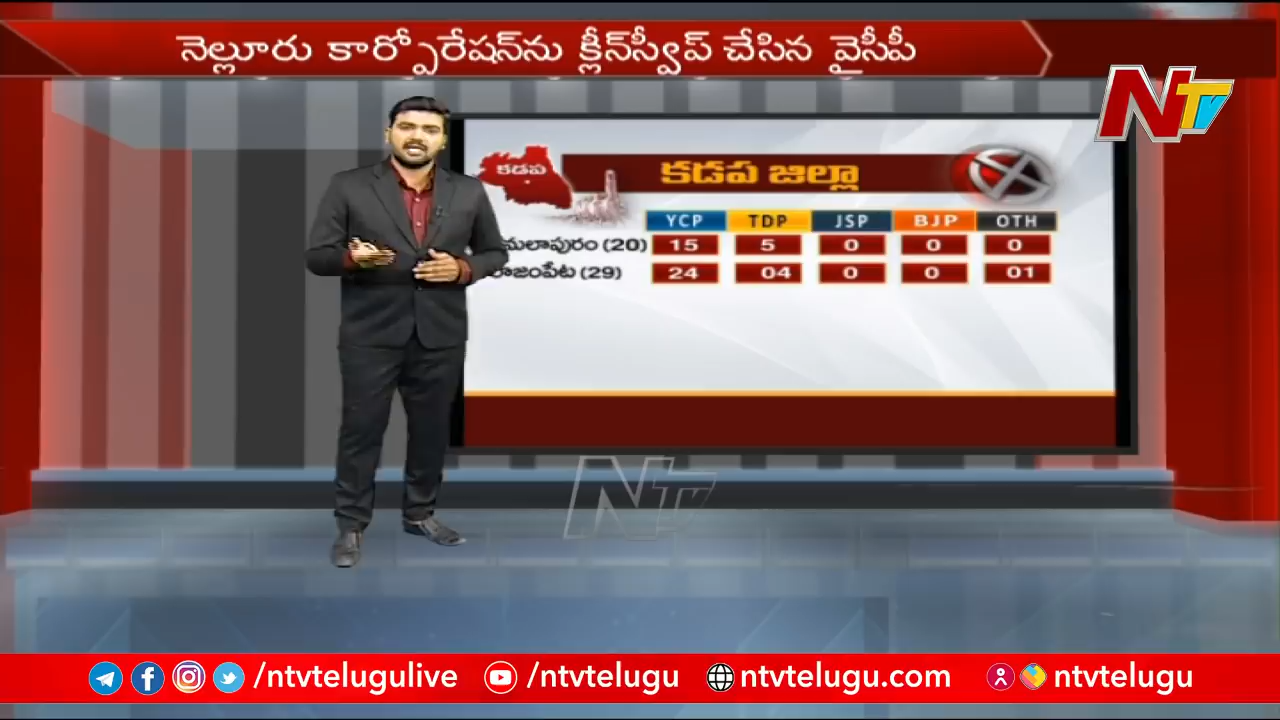 నెల్లూరు కార్పోరేషన్‌ను క్లీన్‌స్వీప్ చేసిన వైసీపీ
NTV
కడప
కడప జిల్లా
YCP TDP JSP BJP OTH
(20) 15 5 0 0 0
(29) 24 04 0 0 01
NTV
/ntvtelugulive /ntvtelugu ntvtelugu.com ntvtelugu